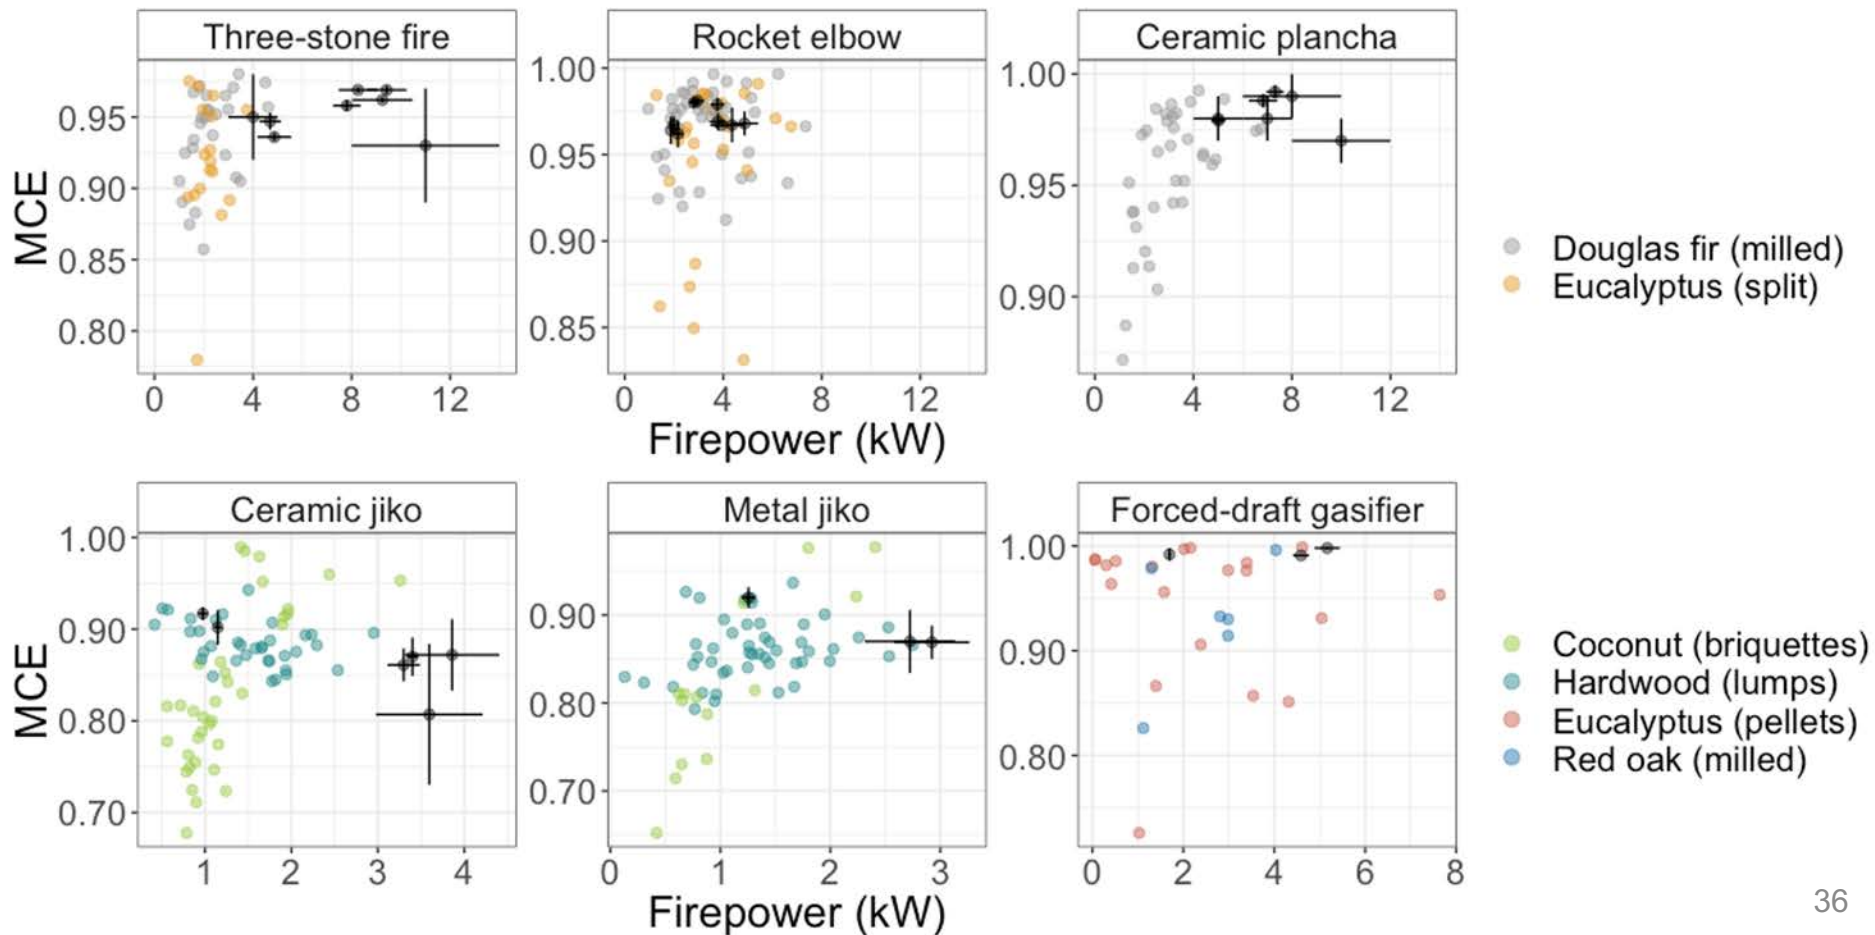 Three-stone fire
Rocket elbow
Ceramic plancha
MCE
0.95
0.90
0.85
0.80
0 4 8 12
1.00
0.95
0.90
0.85
0 4 8 12
1.00
0.95
0.90
0 4 8 12
Firepower (kW)
Douglas fir (milled)
Eucalyptus (split)
Ceramic jiko
Metal jiko
Forced-draft gasifier
MCE
1.00
0.90
0.80
0.70
1 2 3 4
0.90
0.80
0.70
0 1 2 3
1.00
0.90
0.80
0 2 4 6 8
Firepower (kW)
Coconut (briquettes)
Hardwood (lumps)
Eucalyptus (pellets)
Red oak (milled)
36